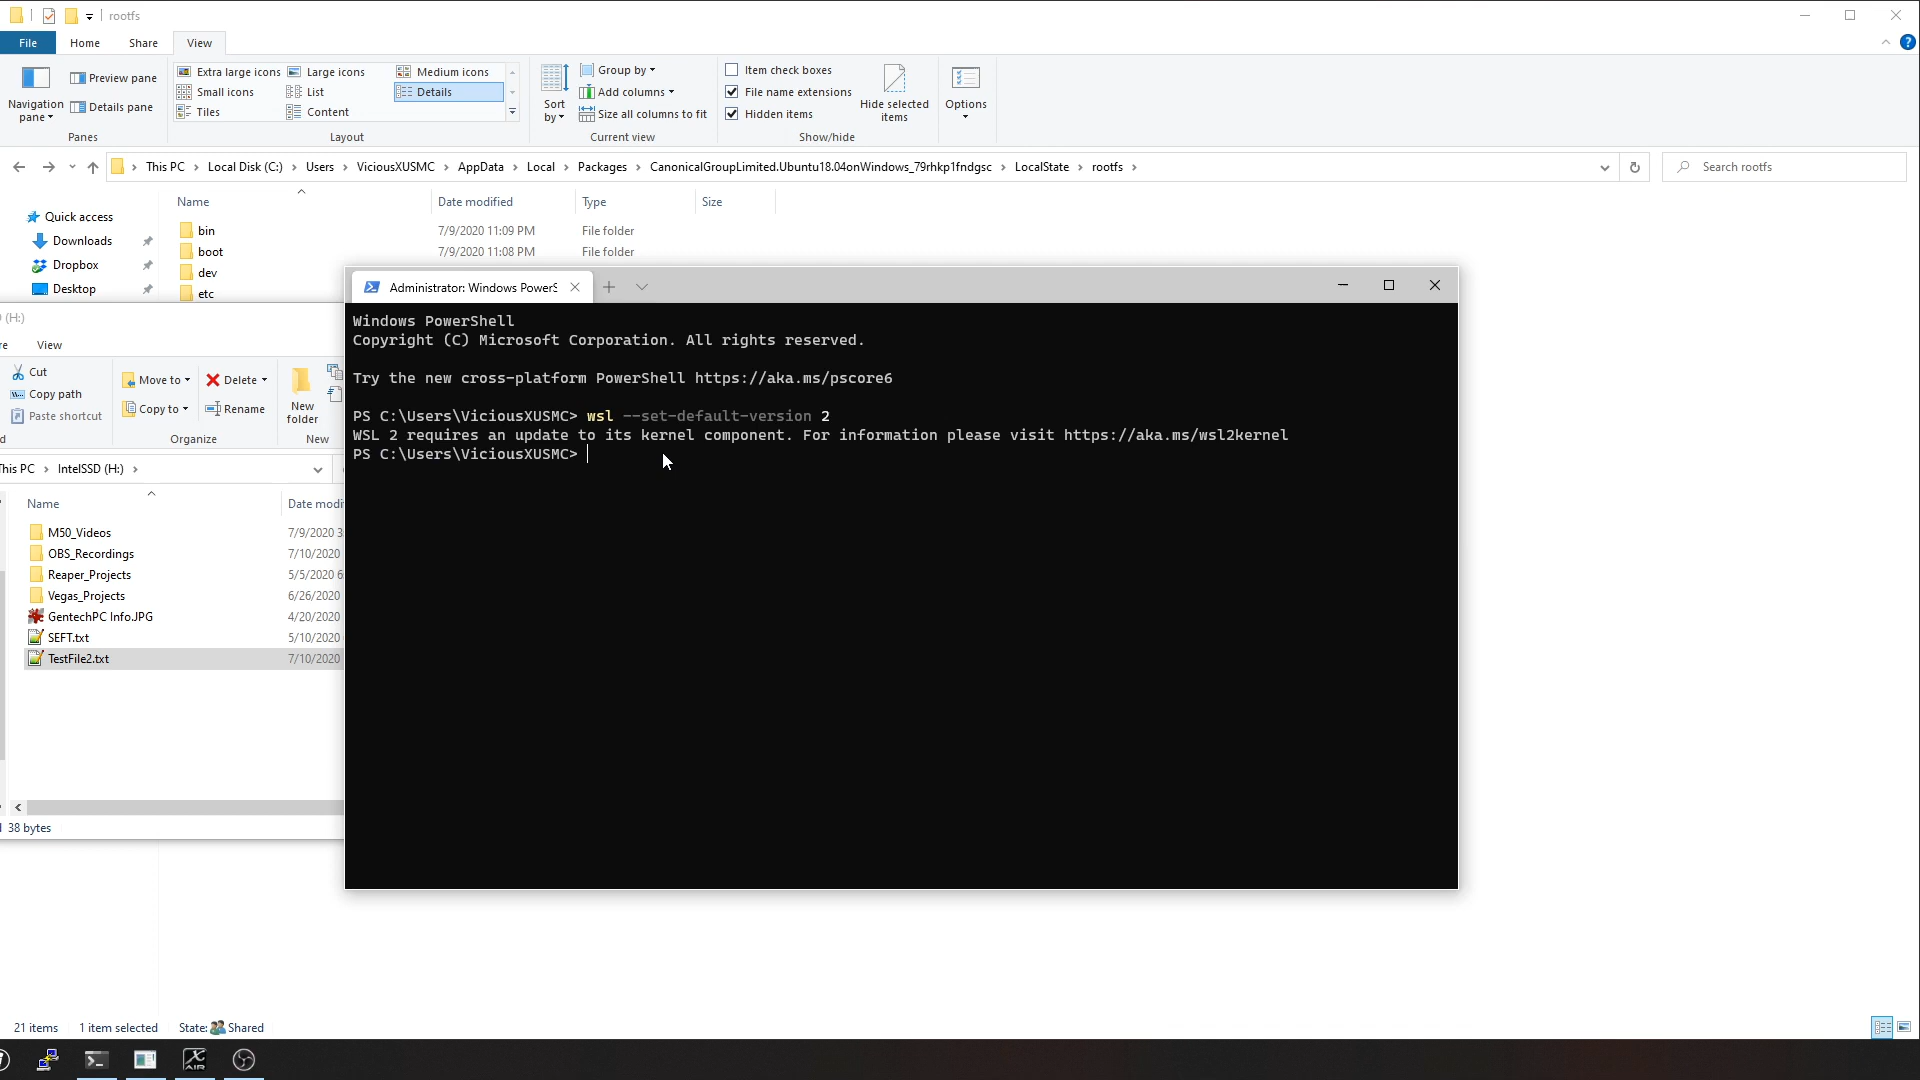 rootfs
File Home Share View
Extra large icons Large icons Medium icons
Small icons List Details
Tiles Content
Navigation pane
Preview pane
Details pane
Panes
Layout
Sort by
Group by
Add columns
Size all columns to fit
Current view
Item check boxes
File name extensions
Hidden items
Hide selected items
Show/hide
Options
This PC > Local Disk (C:) > Users > ViciousXUSMC > AppData > Local > Packages > CanonicalGroupLimited.Ubuntu18.04onWindows_79rhkp1fndgsc > LocalState > rootfs >
Search rootfs
Name Date modified Type Size
Quick access
Downloads
Dropbox
Desktop
bin 7/9/2020 11:09 PM File folder
boot 7/9/2020 11:08 PM File folder
dev
etc
(H:)
re View
Cut
Copy path
Paste shortcut
d
Move to
Copy to
Delete
Rename
Organize
New folder
New
This PC > IntelSSD (H:) >
Name Date modi
M50_Videos 7/9/2020 3:
OBS_Recordings 7/10/2020
Reaper_Projects 5/5/2020 6:
Vegas_Projects 6/26/2020
GentechPC Info.JPG 4/20/2020
SEFT.txt 5/10/2020
TestFile2.txt 7/10/2020
38 bytes
Administrator: Windows PowerS
Windows PowerShell
Copyright (C) Microsoft Corporation. All rights reserved.
Try the new cross-platform PowerShell https://aka.ms/pscore6
PS C:\Users\ViciousXUSMC> wsl --set-default-version 2
WSL 2 requires an update to its kernel component. For information please visit https://aka.ms/wsl2kernel
PS C:\Users\ViciousXUSMC>
21 items 1 item selected State: Shared
X AIR